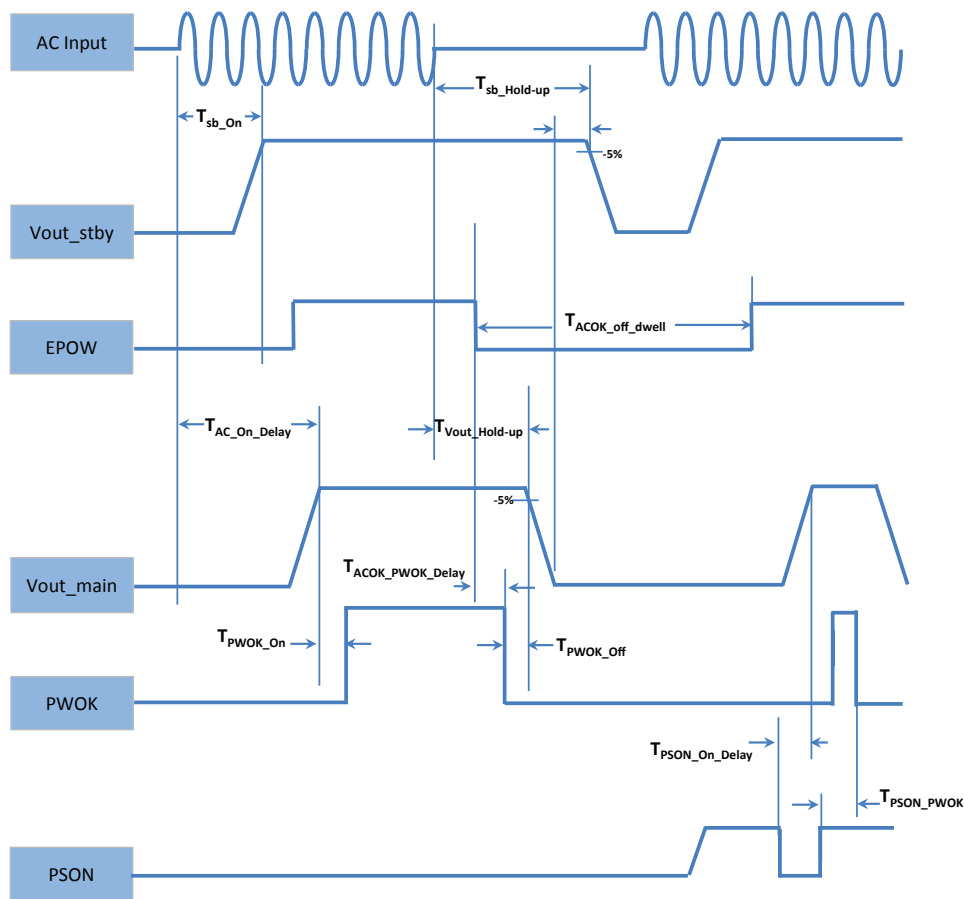 AC Input
Tsb_Hold-up
Tsb_On
-5%
Vout_stby
TACOK_off_dwell
EPOW
TAC_On_Delay
TVout_Hold-up
-5%
TACOK_PWOK_Delay
Vout_main
TPWOK_On
TPWOK_Off
PWOK
TPSON_On_Delay
TPSON_PWOK
PSON